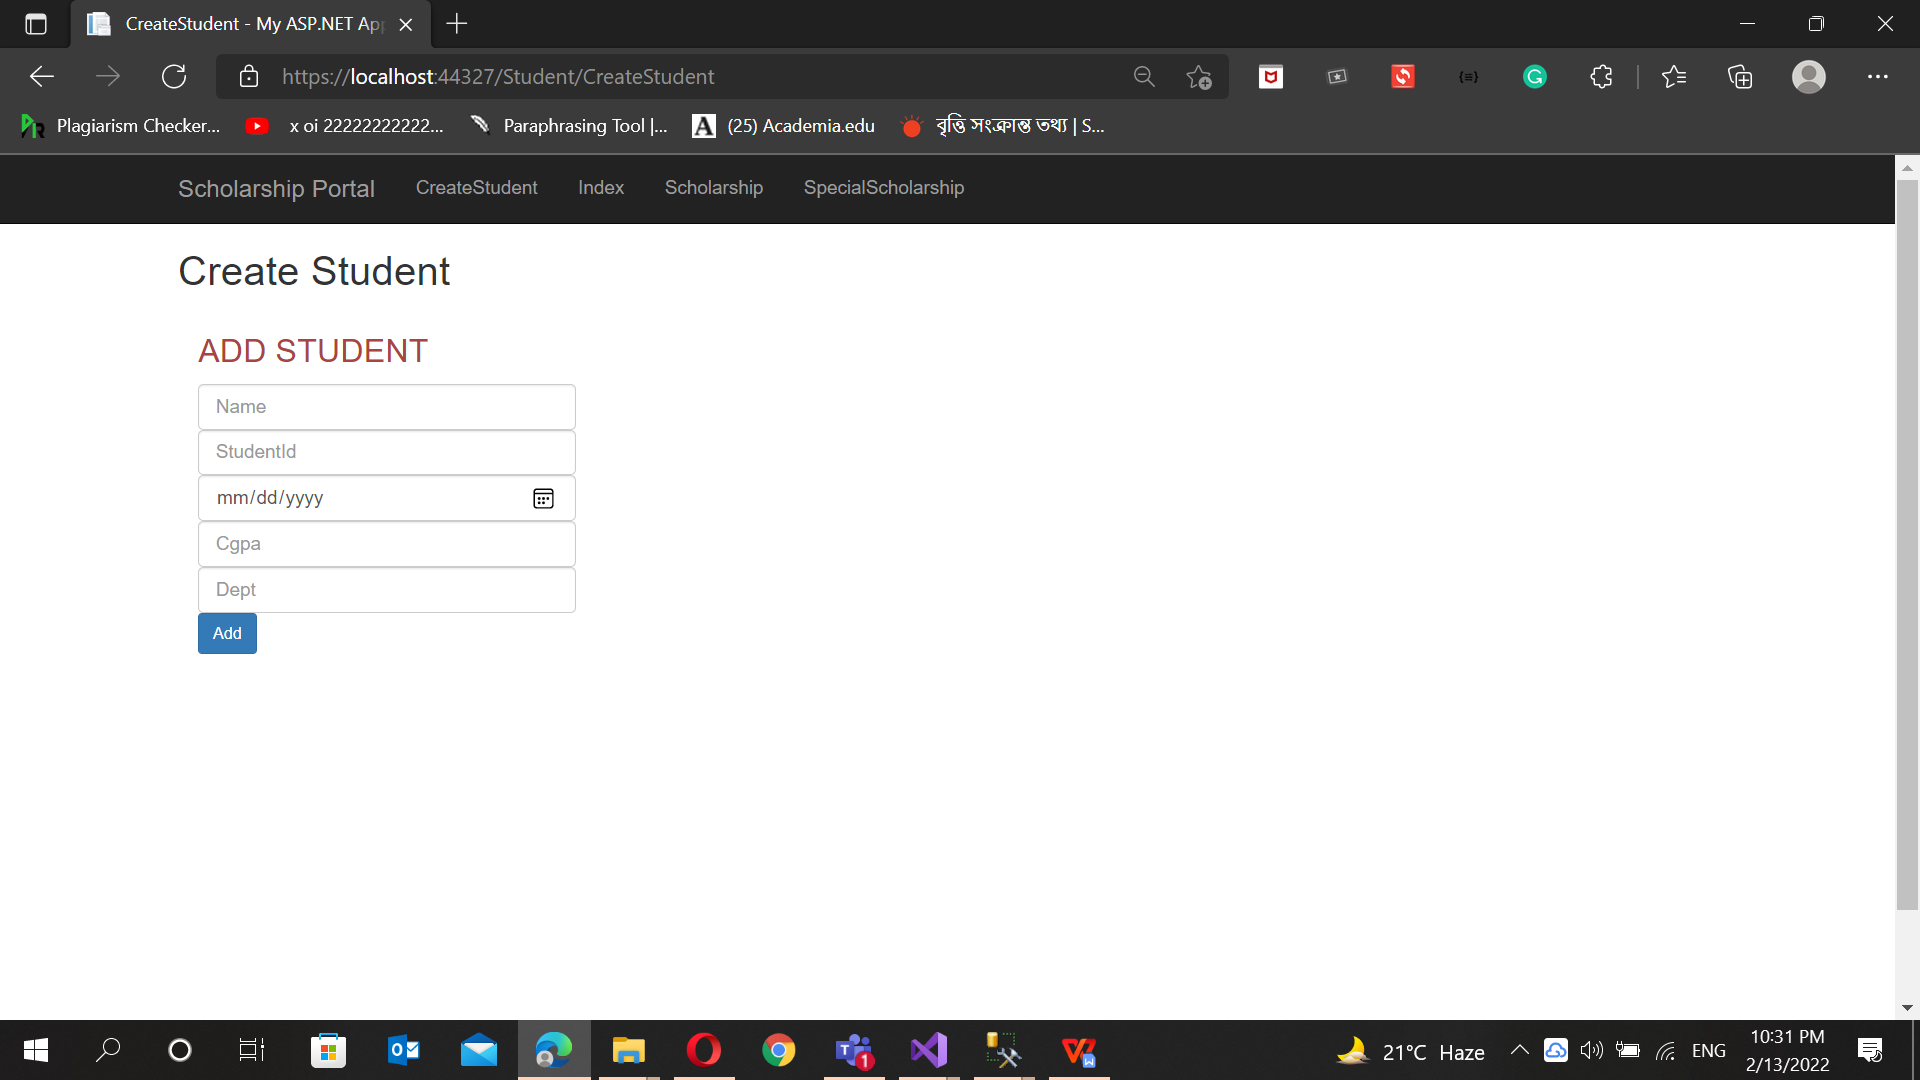 CreateStudent - My ASP.NET Ap
https://localhost:44327/Student/CreateStudent
Plagiarism Checker... x oi 22222222222... Paraphrasing Tool |... (25) Academia.edu বৃত্তি সংক্রান্ত তথ্য | S...
Scholarship Portal CreateStudent Index Scholarship SpecialScholarship
Create Student
ADD STUDENT
Name
StudentId
mm/dd/yyyy
Cgpa
Dept
Add
21°C Haze ENG 10:31 PM
2/13/2022